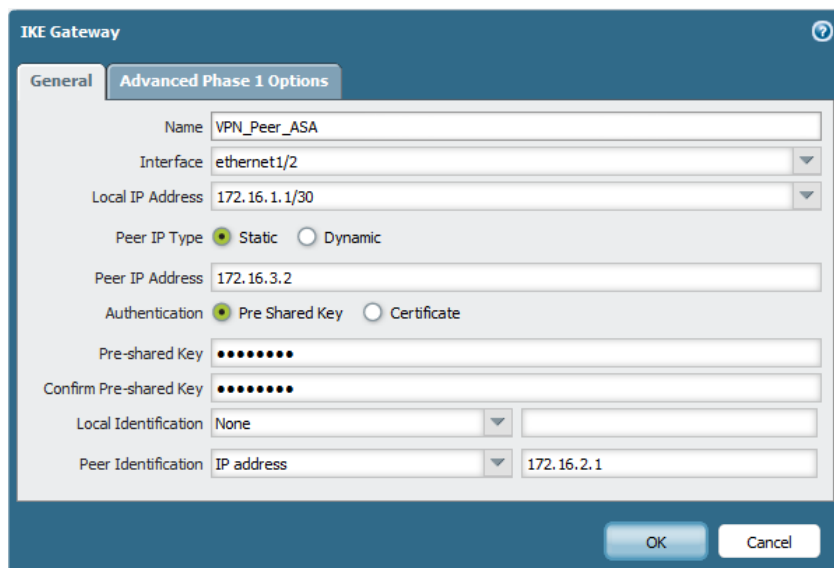 IKE Gateway
General Advanced Phase 1 Options
Name VPN_Peer_ASA
Interface ethernet1/2
Local IP Address 172.16.1.1/30
Peer IP Type Static Dynamic
Peer IP Address 172.16.3.2
Authentication Pre Shared Key Certificate
Pre-shared Key ••••••••
Confirm Pre-shared Key ••••••••
Local Identification None
Peer Identification IP address 172.16.2.1
OK Cancel